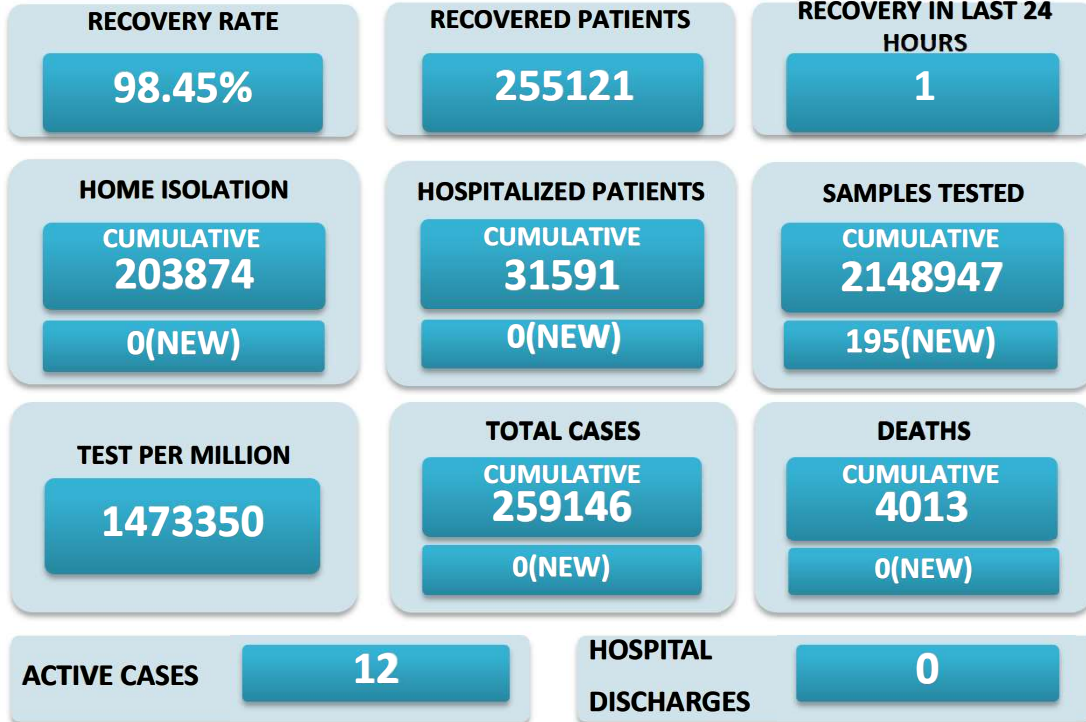 RECOVERY RATE
98.45%
RECOVERED PATIENTS
255121
RECOVERY IN LAST 24
HOURS
1
HOME ISOLATION
CUMULATIVE
203874
0(NEW)
HOSPITALIZED PATIENTS
CUMULATIVE
31591
0(NEW)
SAMPLES TESTED
CUMULATIVE
2148947
195(NEW)
TEST PER MILLION
1473350
TOTAL CASES
CUMULATIVE
259146
0(NEW)
DEATHS
CUMULATIVE
4013
0(NEW)
ACTIVE CASES
12
HOSPITAL
DISCHARGES
0